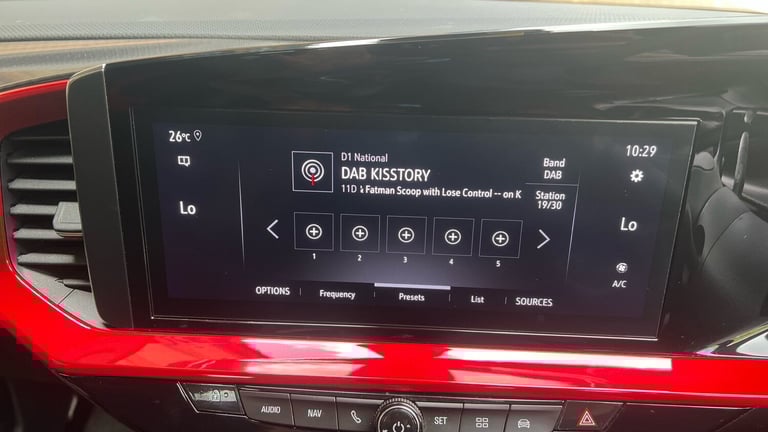 26°C
10:29
D1 National
DAB KISSTORY
11D & Fatman Scoop with Lose Control -- on K
Band
DAB
Station
19/30
Lo
Lo
1 2 3 4 5
A/C
OPTIONS Frequency Presets List SOURCES
AUDIO NAV SET